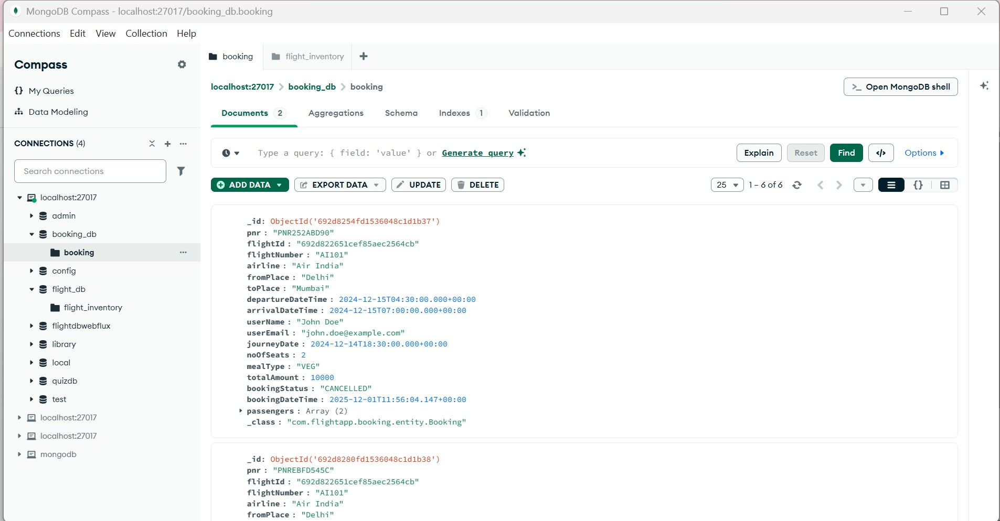 MongoDB Compass - localhost:27017/booking_db.booking
Connections Edit View Collection Help
Compass
My Queries
Data Modeling
CONNECTIONS (4)
Search connections
localhost:27017
admin
booking_db
booking
config
flight_db
flight_inventory
flightdbwebflux
library
local
quizdb
test
localhost:27017
localhost:27017
mongodb
booking flight_inventory
localhost:27017 booking_db booking
>_ Open MongoDB shell
Documents 2 Aggregations Schema Indexes 1 Validation
Type a query: { field: 'value' } or Generate query
Explain Reset Find </> Options
ADD DATA EXPORT DATA UPDATE DELETE
25 1 – 6 of 6 {}
_id: ObjectId('692d8254fd1536048c1d1b37')
pnr : "PNR252ABD90"
flightId : "692d822651cef85aec2564cb"
flightNumber : "AI101"
airline : "Air India"
fromPlace : "Delhi"
toPlace : "Mumbai"
departureDateTime : 2024-12-15T04:30:00.000+00:00
arrivalDateTime : 2024-12-15T07:00:00.000+00:00
userName : "John Doe"
userEmail : "john.doe@example.com"
journeyDate : 2024-12-14T18:30:00.000+00:00
noOfSeats : 2
mealType : "VEG"
totalAmount : 10000
bookingStatus : "CANCELLED"
bookingDateTime : 2025-12-01T11:56:04.147+00:00
passengers : Array (2)
_class : "com.flightapp.booking.entity.Booking"
_id: ObjectId('692d8280fd1536048c1d1b38')
pnr : "PNREBFD545C"
flightId : "692d822651cef85aec2564cb"
flightNumber : "AI101"
airline : "Air India"
fromPlace : "Delhi"